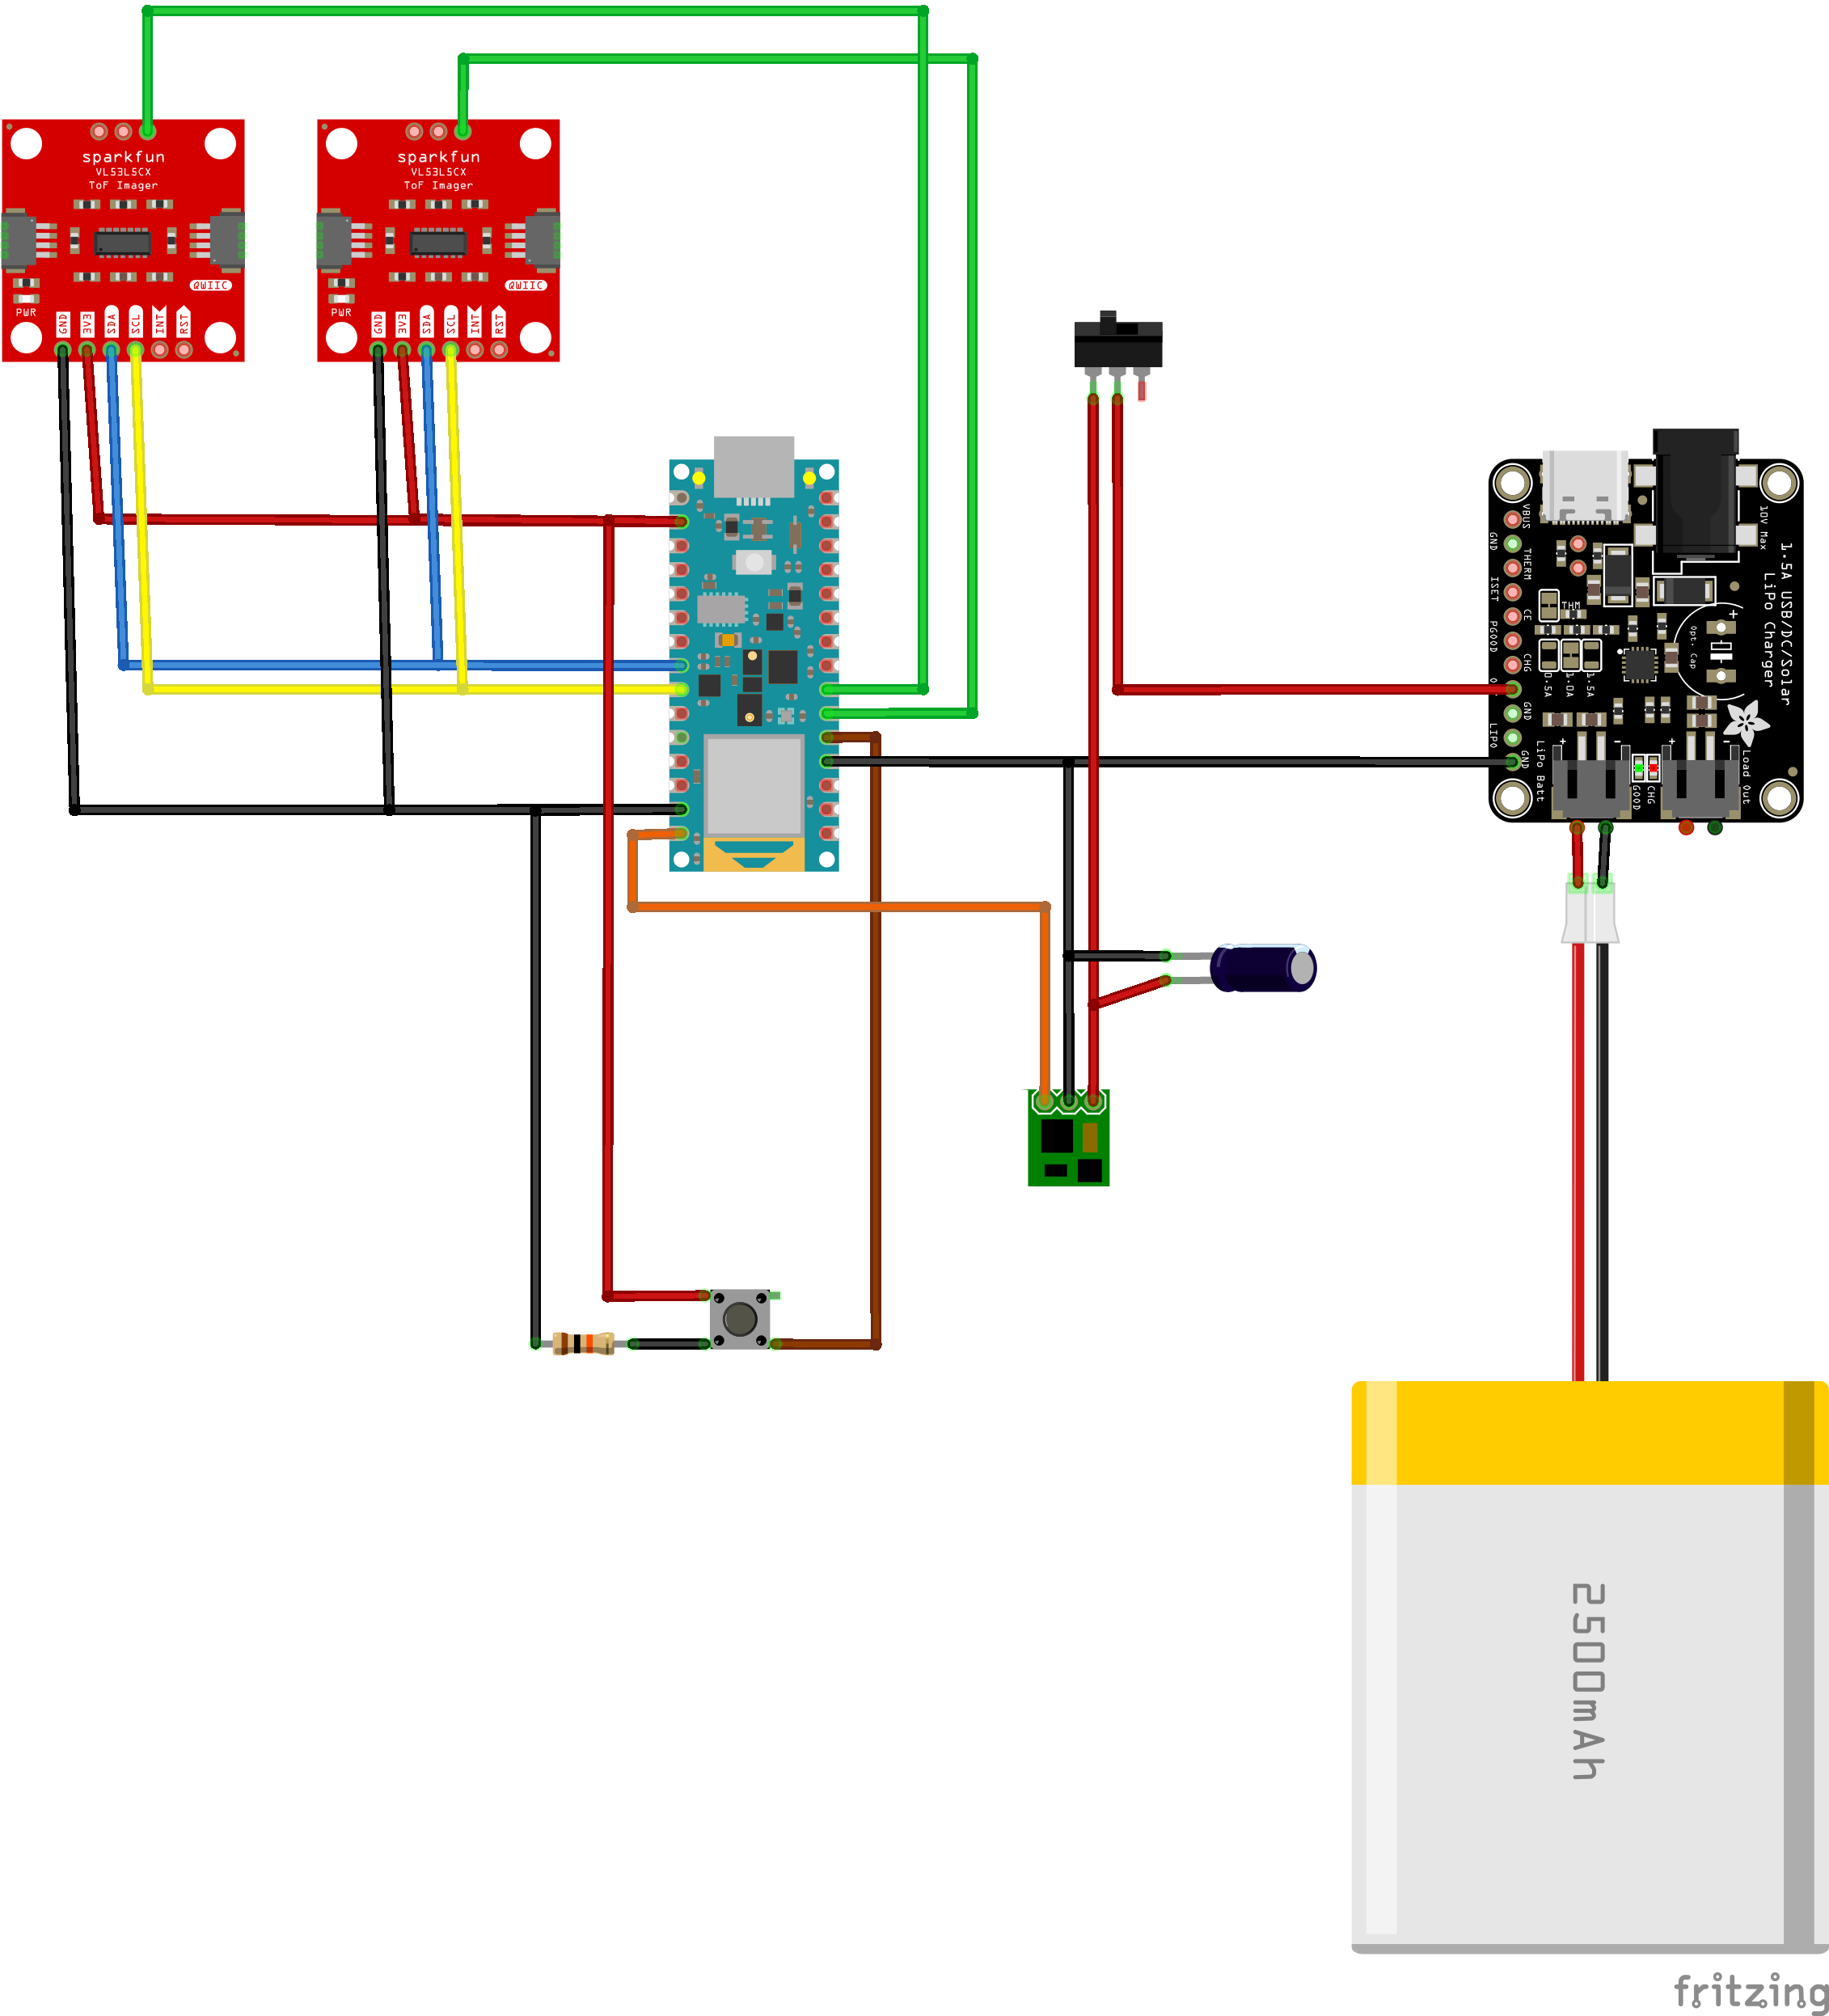 sparkfun
VL53L5CX
ToF Imager
QWIIC
PWR
GND
3V3
SDA
SCL
INT
RST
sparkfun
VL53L5CX
ToF Imager
QWIIC
PWR
GND
3V3
SDA
SCL
INT
RST
VBUS
GND
THERM
ISET
CE
PGOOD
CHG
GND
LIPO
GND
10V Max
1.5A USB/DC/Solar
LiPo Charger
THM
Opt. Cap
+
0.5A
1.0A
1.5A
+
-
+
-
LiPo Batt
GOOD
CHG
Load Out
2500mAh
fritzing